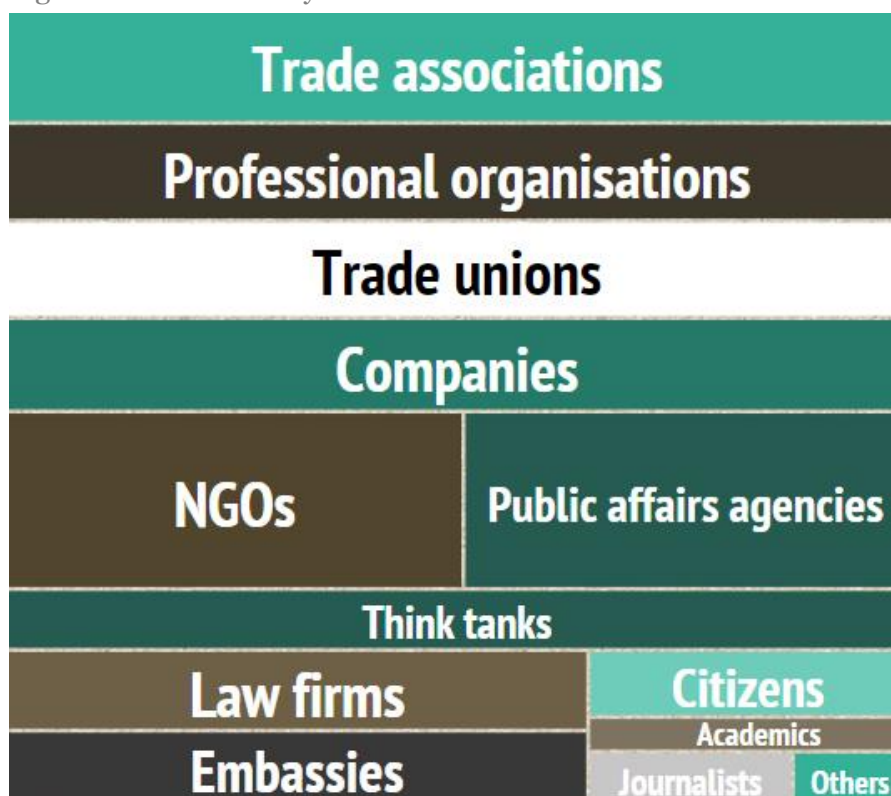 Trade associations
Professional organisations
Trade unions
Companies
NGOs
Public affairs agencies
Think tanks
Law firms
Citizens
Academics
Embassies
Journalists
Others